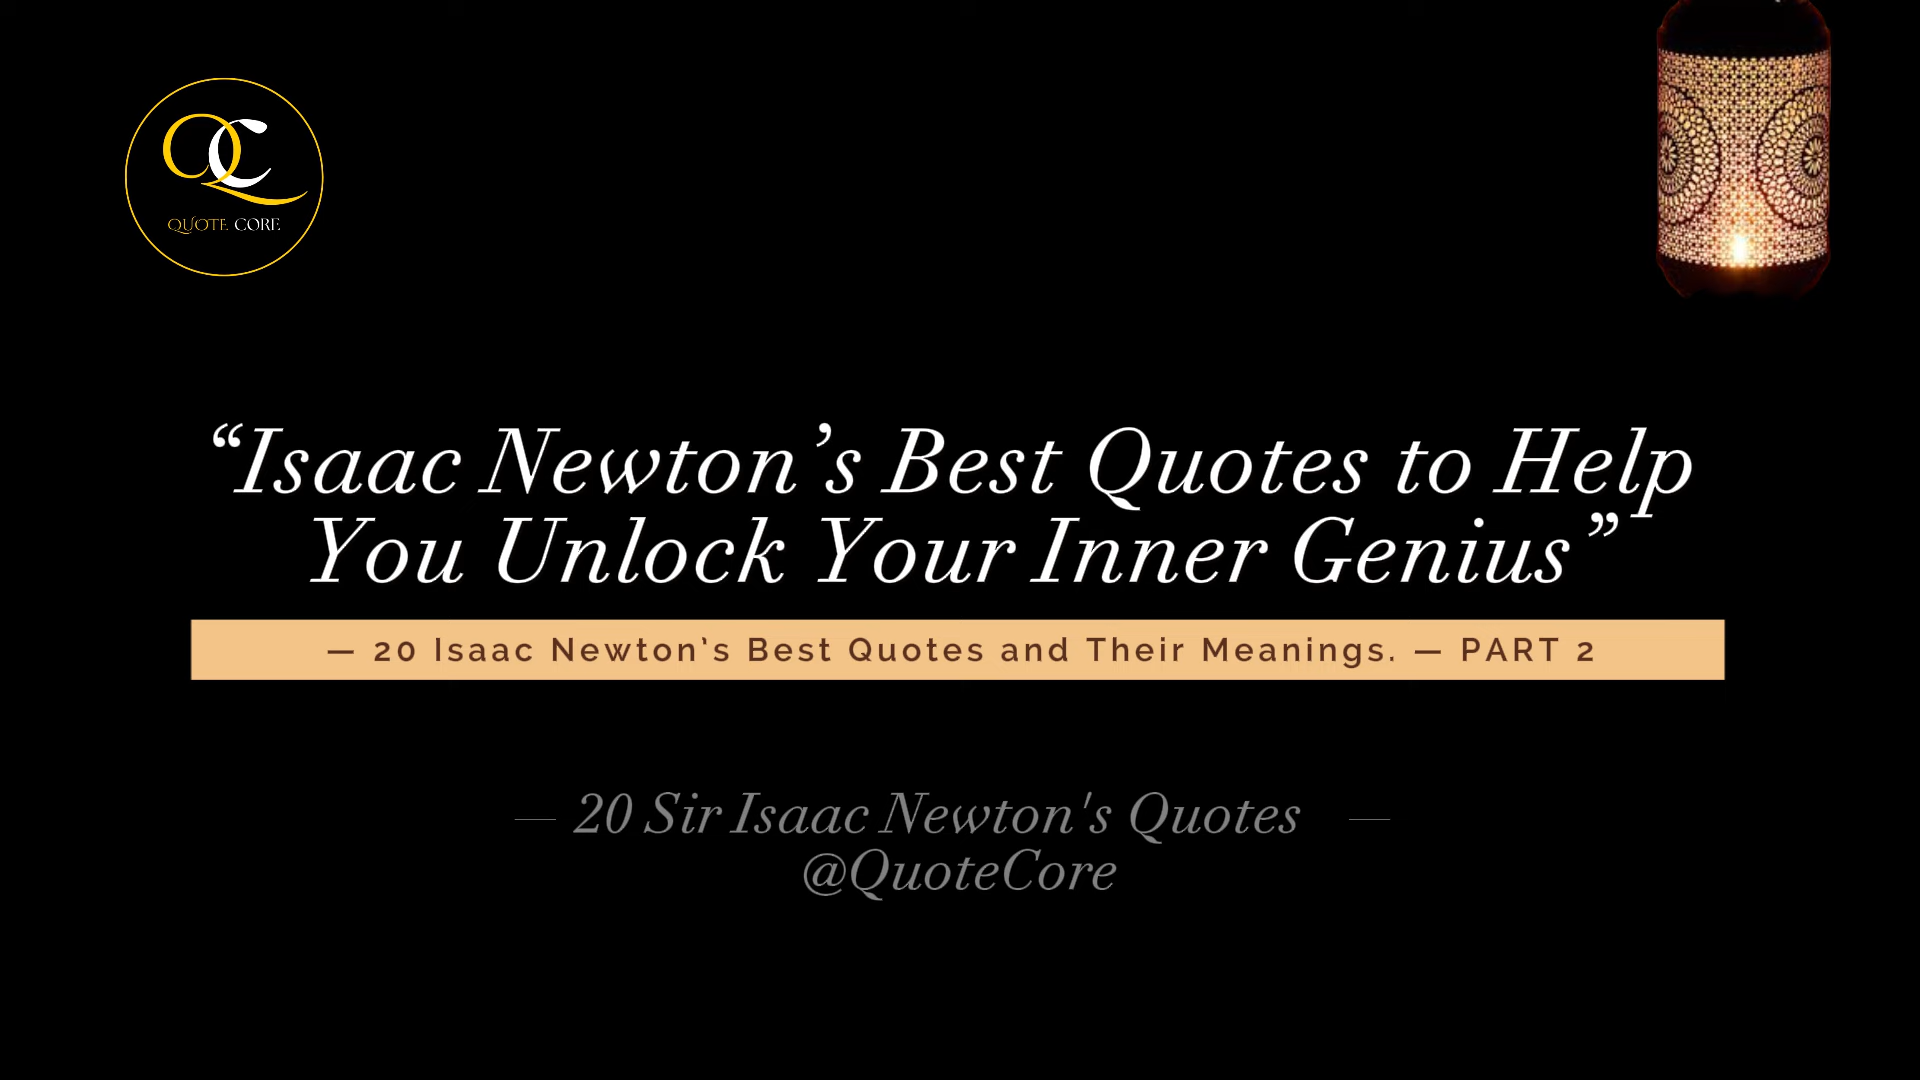 QC
QUOTE CORE
“Isaac Newton’s Best Quotes to Help
You Unlock Your Inner Genius”
— 20 Isaac Newton’s Best Quotes and Their Meanings. — PART 2
— 20 Sir Isaac Newton's Quotes —
@QuoteCore